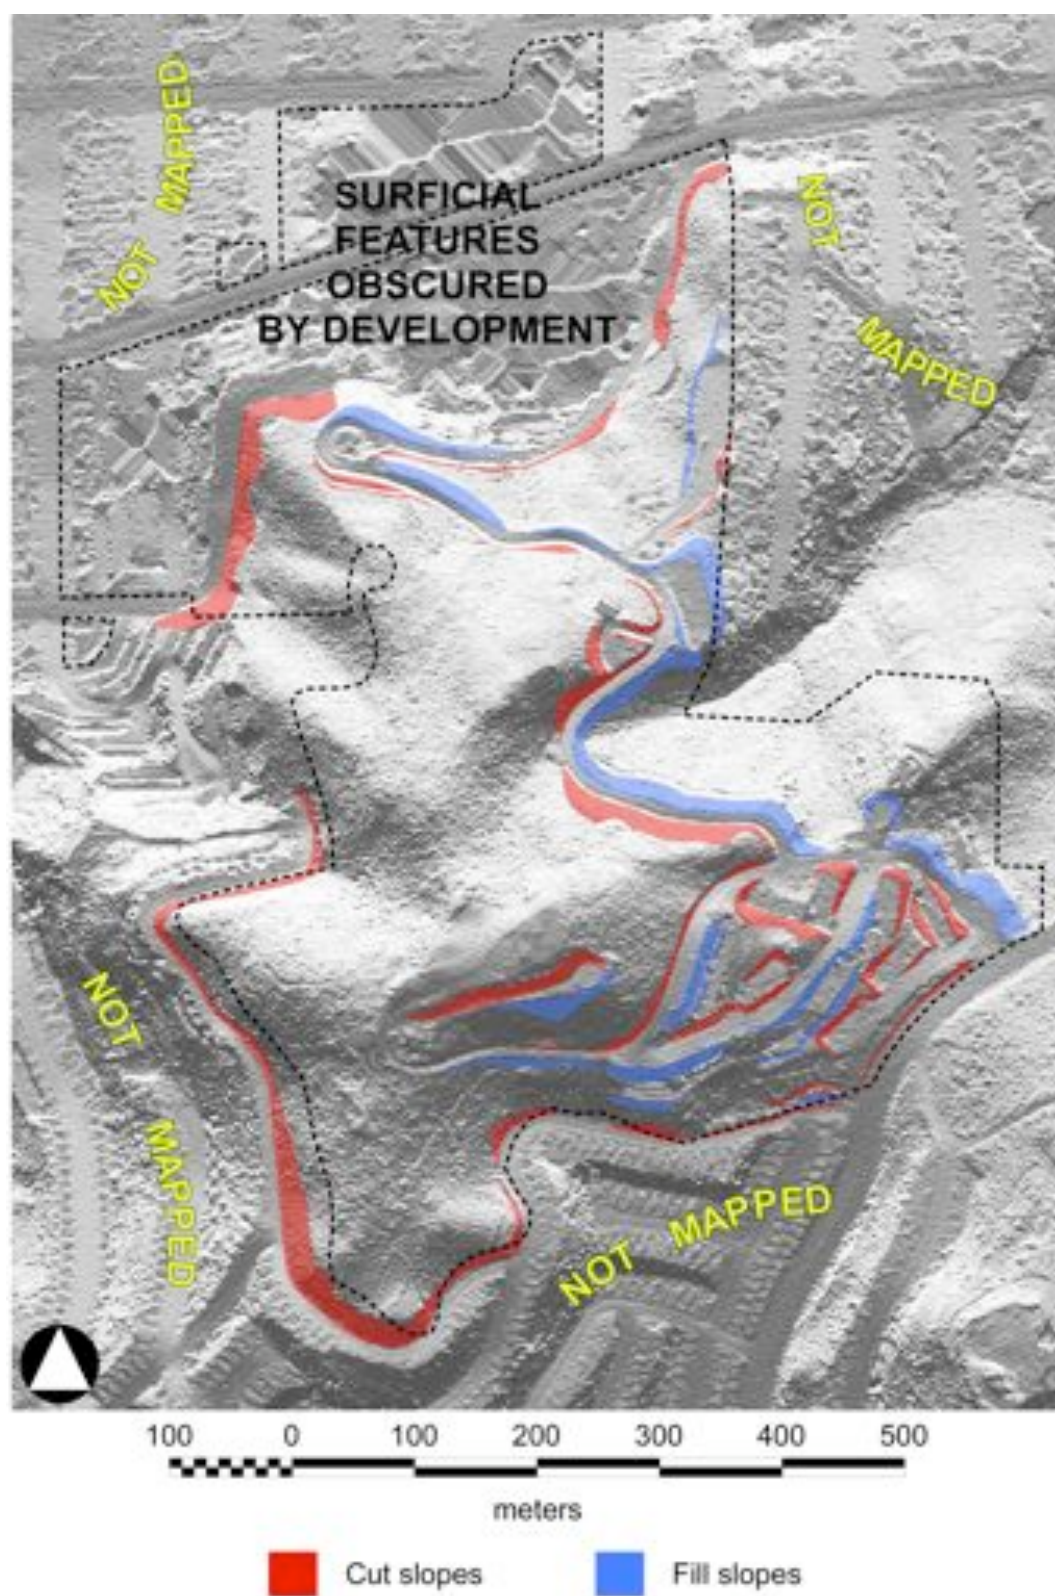 NOT MAPPED
SURFICIAL
FEATURES
OBSCURED
BY DEVELOPMENT
NOT MAPPED
NOT MAPPED
NOT MAPPED
100 0 100 200 300 400 500
meters
Cut slopes Fill slopes